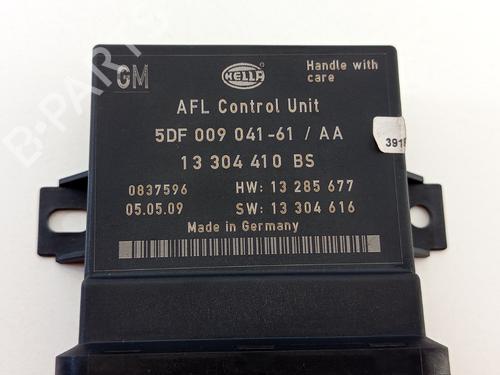 GM
HELLA
Handle with
care
AFL Control Unit
5DF 009 041-61 / AA
13 304 410 BS
391
0837596
HW: 13 285 677
05.05.09
SW: 13 304 616
Made in Germany
B-PARTS